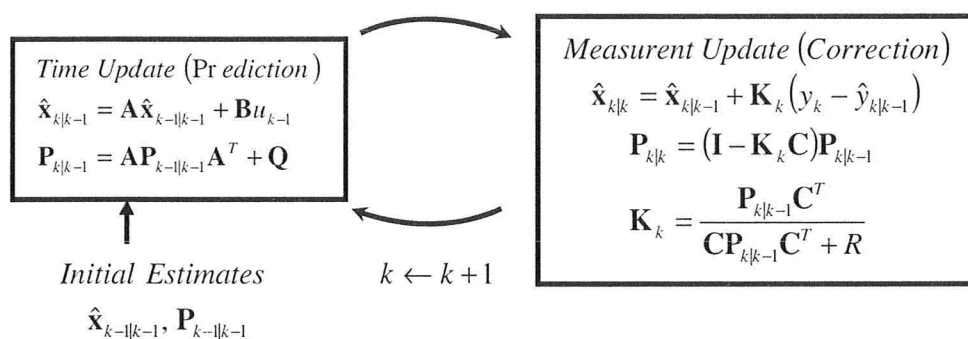 Time Update (Pr ediction)
x̂_{k|k−1} = Ax̂_{k−1|k−1} + Bu_{k−1}
P_{k|k−1} = AP_{k−1|k−1}A^T + Q
Initial Estimates
x̂_{k−1|k−1}, P_{k−1|k−1}
k ← k + 1
Measurent Update (Correction)
x̂_{k|k} = x̂_{k|k−1} + K_k(y_k − ŷ_{k|k−1})
P_{k|k} = (I − K_kC)P_{k|k−1}
K_k = \frac{P_{k|k−1}C^T}{CP_{k|k−1}C^T + R}